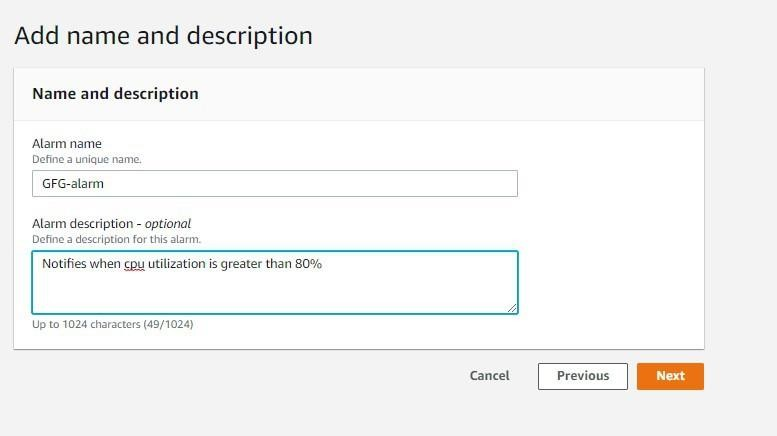 Add name and description
Name and description
Alarm name
Define a unique name.
GFG-alarm
Alarm description - optional
Define a description for this alarm.
Notifies when cpu utilization is greater than 80%
Up to 1024 characters (49/1024)
Cancel Previous Next